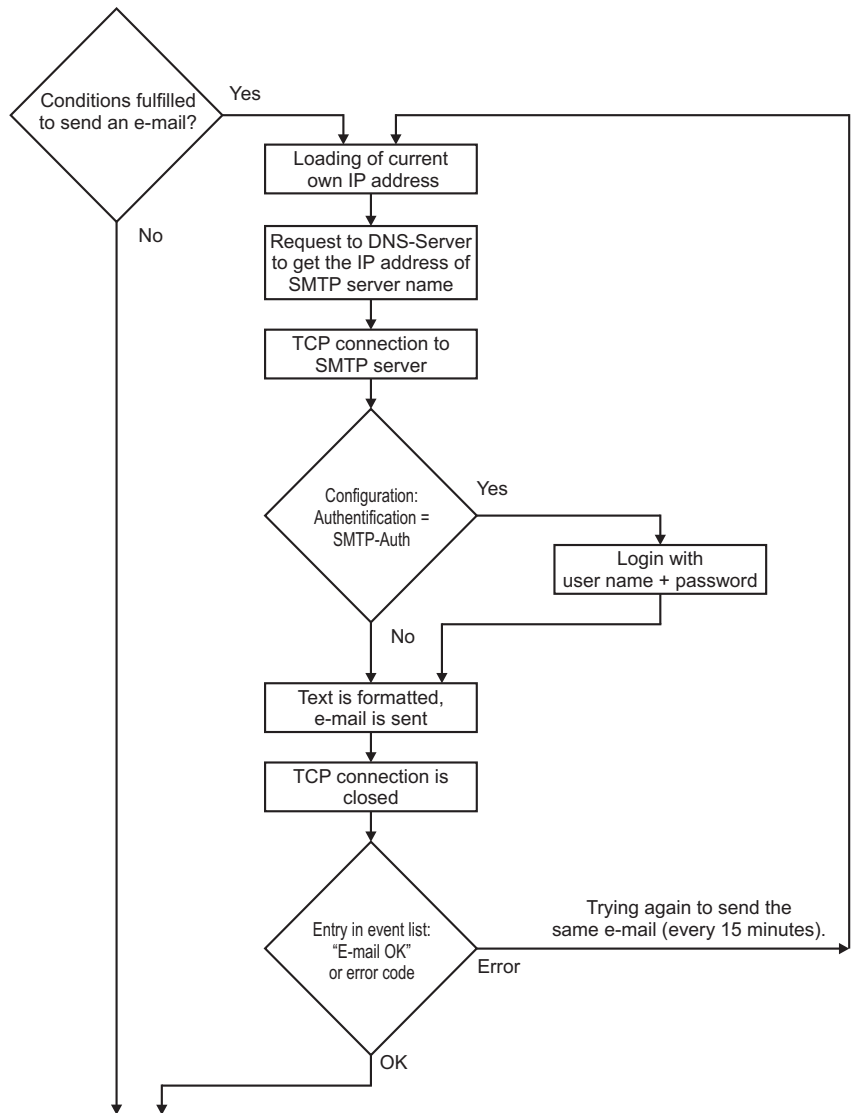 Conditions fulfilled
to send an e-mail?
Yes
No
Loading of current
own IP address
Request to DNS-Server
to get the IP address of
SMTP server name
TCP connection to
SMTP server
Configuration:
Authentification =
SMTP-Auth
Yes
Login with
user name + password
No
Text is formatted,
e-mail is sent
TCP connection is
closed
Entry in event list:
“E-mail OK”
or error code
Trying again to send the
same e-mail (every 15 minutes).
Error
OK